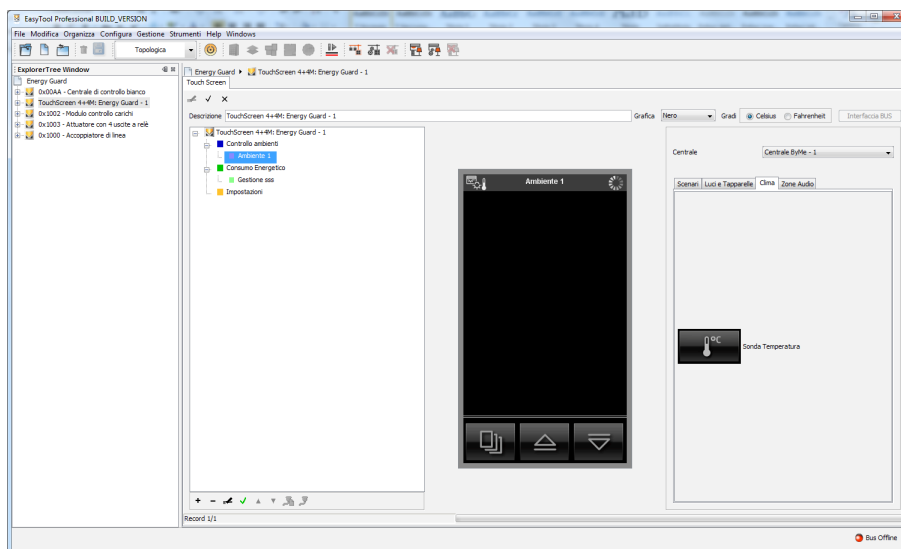 EasyTool Professional BUILD_VERSION
File Modifica Organizza Configura Gestione Strumenti Help Windows
Topologica
ExplorerTree Window
Energy Guard
0x00AA - Centrale di controllo bianco
TouchScreen 4+4M: Energy Guard - 1
0x1002 - Modulo controllo carichi
0x1003 - Attuatore con 4 uscite a relè
0x1000 - Accoppiatore di linea
Energy Guard TouchScreen 4+4M: Energy Guard - 1
Touch Screen
Descrizione TouchScreen 4+4M: Energy Guard - 1 Grafica Nero Gradi Celsius Fahrenheit Interfaccia BUS
TouchScreen 4+4M: Energy Guard - 1
Controllo ambienti
Ambiente 1
Consumo Energetico
Gestione sss
Impostazioni
Ambiente 1
Centrale Centrale ByMe - 1
Scenari Luci e Tapparelle Clima Zone Audio
°C
Sonda Temperatura
Record 1/1
Bus Offline